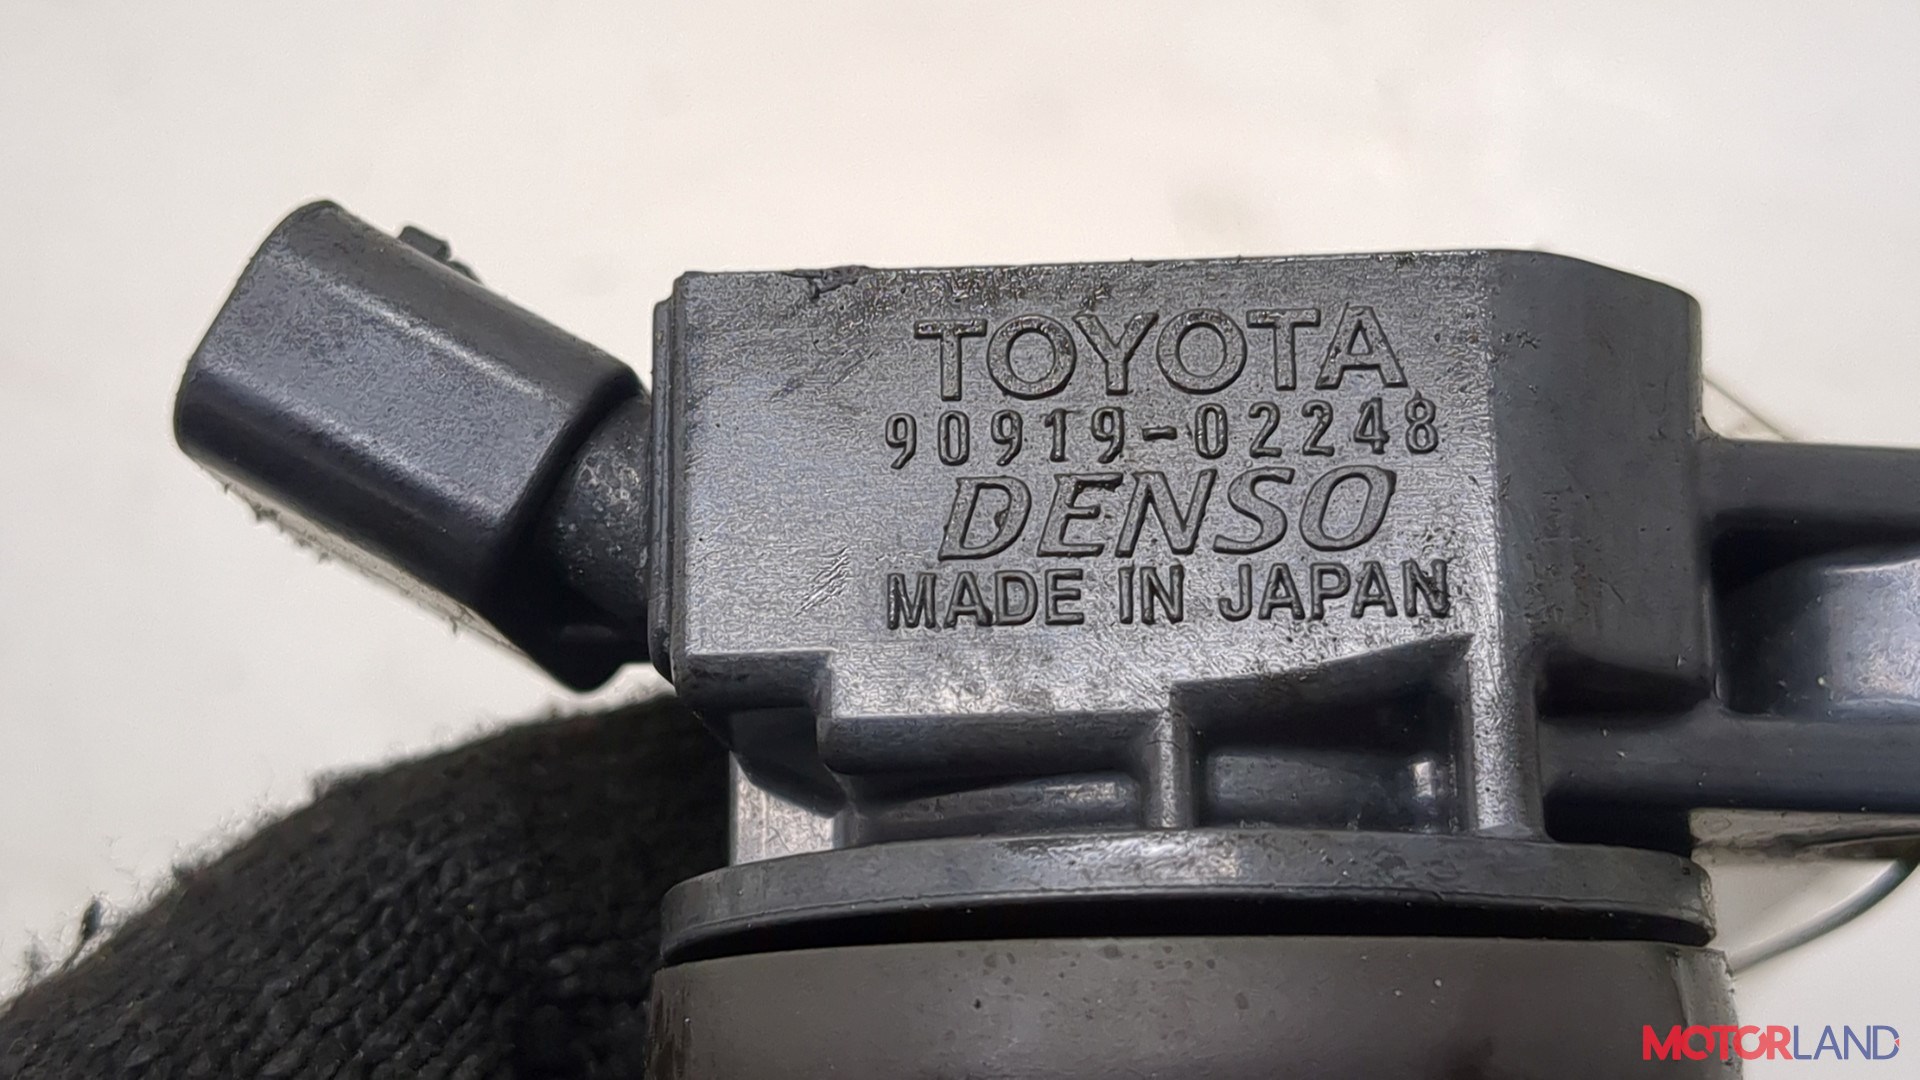 TOYOTA
90919-02248
DENSO
MADE IN JAPAN
MOTORLAND